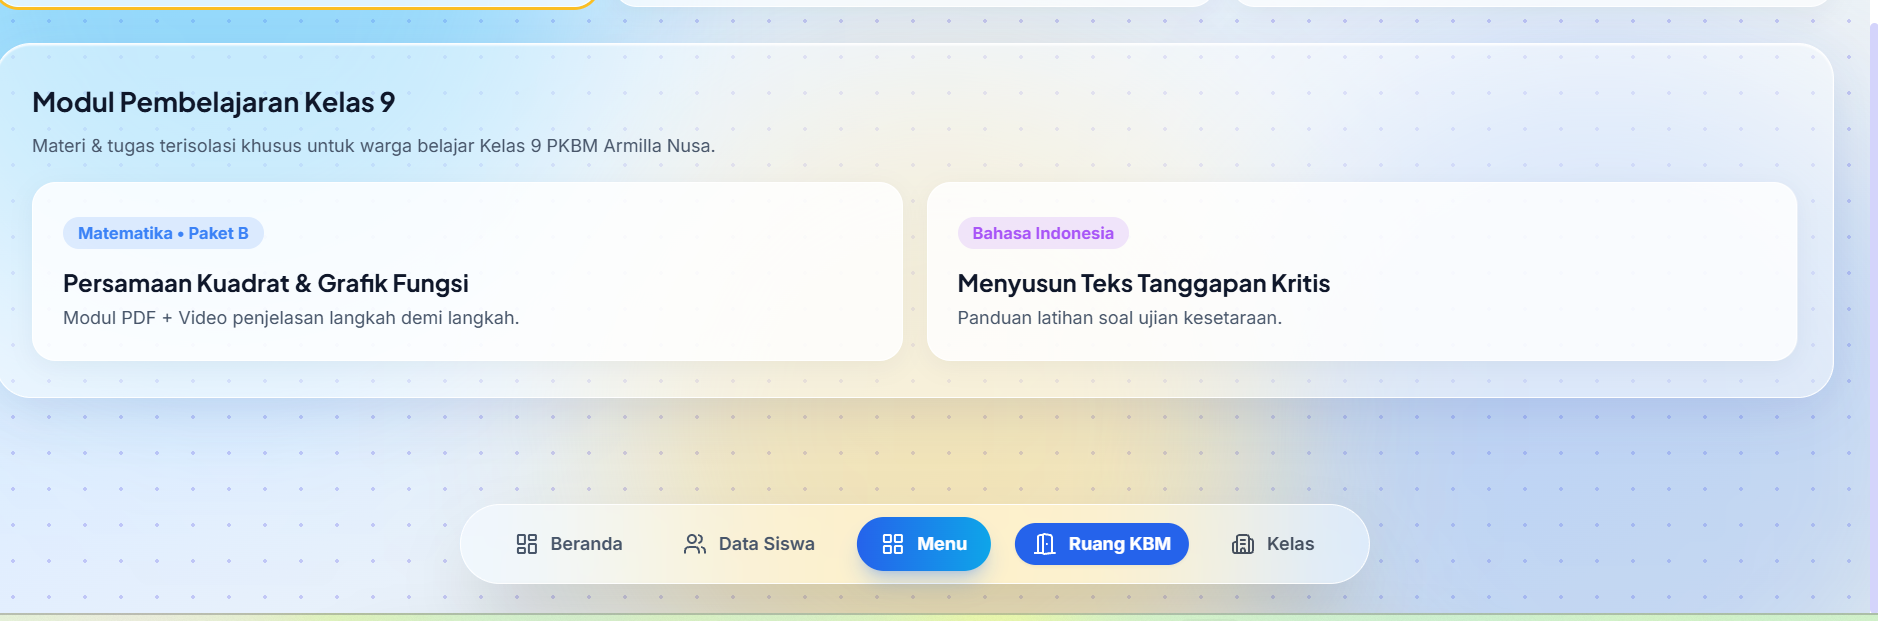 Modul Pembelajaran Kelas 9
Materi & tugas terisolasi khusus untuk warga belajar Kelas 9 PKBM Armilla Nusa.
Matematika • Paket B
Persamaan Kuadrat & Grafik Fungsi
Modul PDF + Video penjelasan langkah demi langkah.
Bahasa Indonesia
Menyusun Teks Tanggapan Kritis
Panduan latihan soal ujian kesetaraan.
Beranda
Data Siswa
Menu
Ruang KBM
Kelas